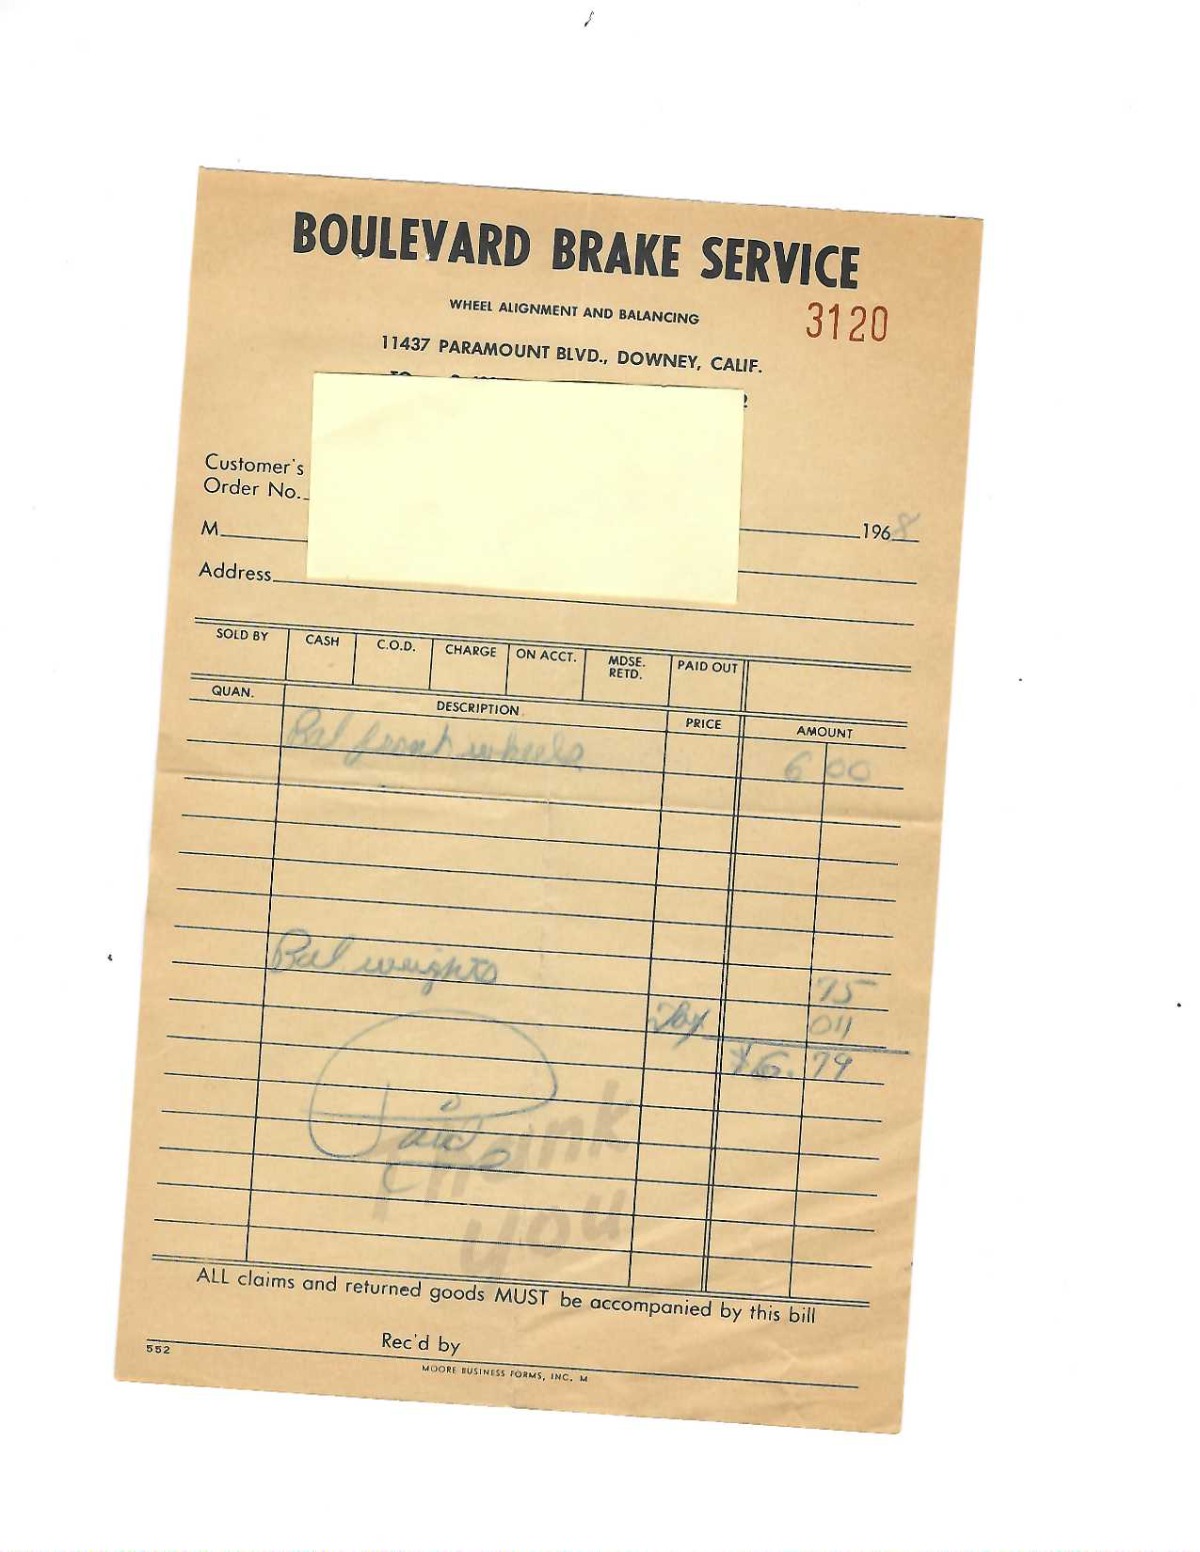 BOULEVARD BRAKE SERVICE
WHEEL ALIGNMENT AND BALANCING
3120
11437 PARAMOUNT BLVD., DOWNEY, CALIF.
Customer's
Order No.
M
1968
Address
SOLD BY CASH C.O.D. CHARGE ON ACCT. MDSE. RETD. PAID OUT
QUAN. DESCRIPTION PRICE AMOUNT
Bal front wheels 6 00
Bal weights 75
Tax 04
$6.79
Paid
Thank
you
ALL claims and returned goods MUST be accompanied by this bill
Rec'd by
552
MOORE BUSINESS FORMS, INC. M